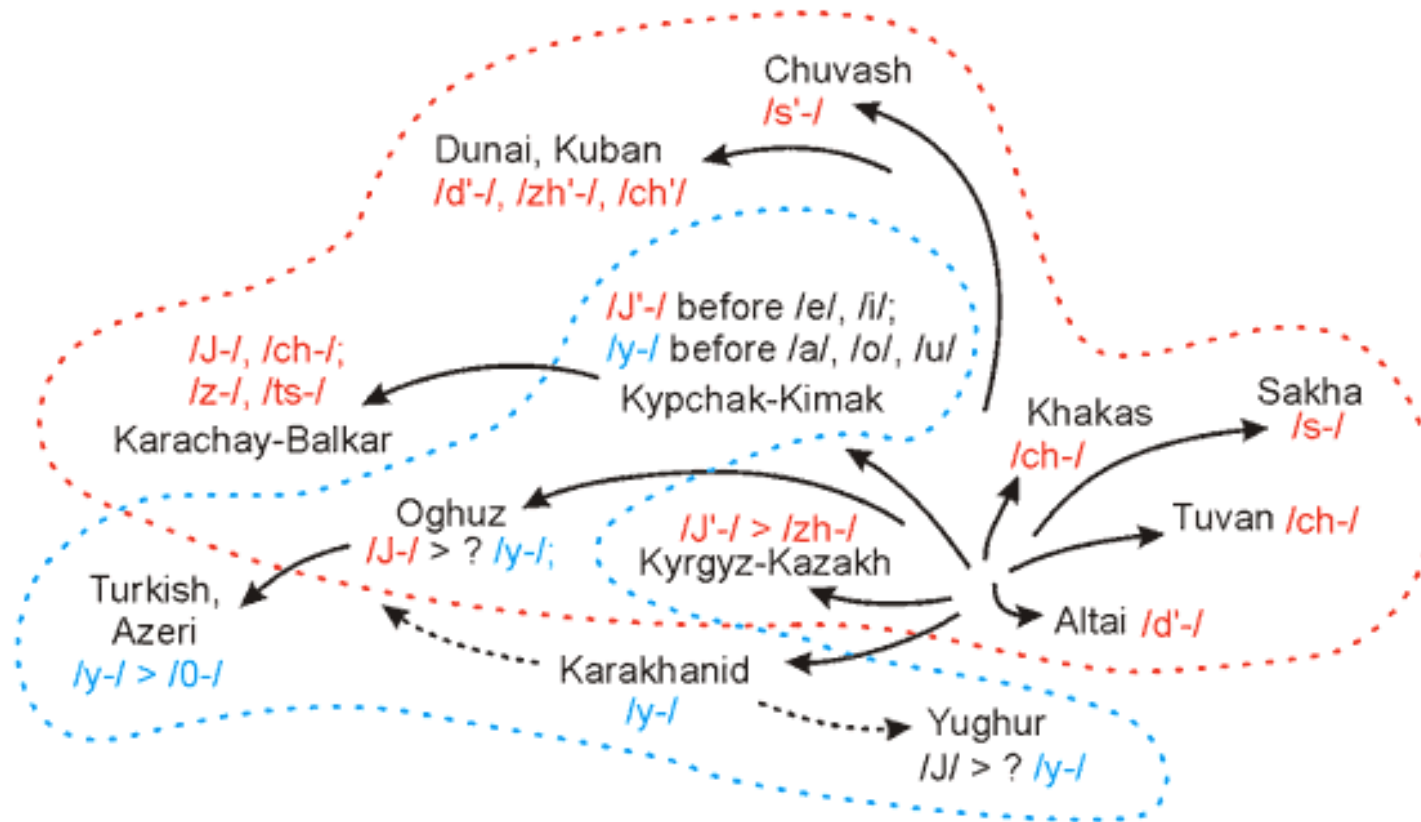 Chuvash
/s'-/
Dunai, Kuban
/d'-/, /zh'-/, /ch'/
/J'-/ before /e/, /i/;
/y-/ before /a/, /o/, /u/
Kypchak-Kimak
/J-/, /ch-/;
/z-/, /ts-/
Karachay-Balkar
Khakas
/ch-/
Sakha
/s-/
Oghuz
/J-/ > ? /y-/;
/J'-/ > /zh-/
Kyrgyz-Kazakh
Tuvan /ch-/
Turkish,
Azeri
/y-/ > /0-/
Altai /d'-/
Karakhanid
/y-/
Yughur
/J/ > ? /y-/